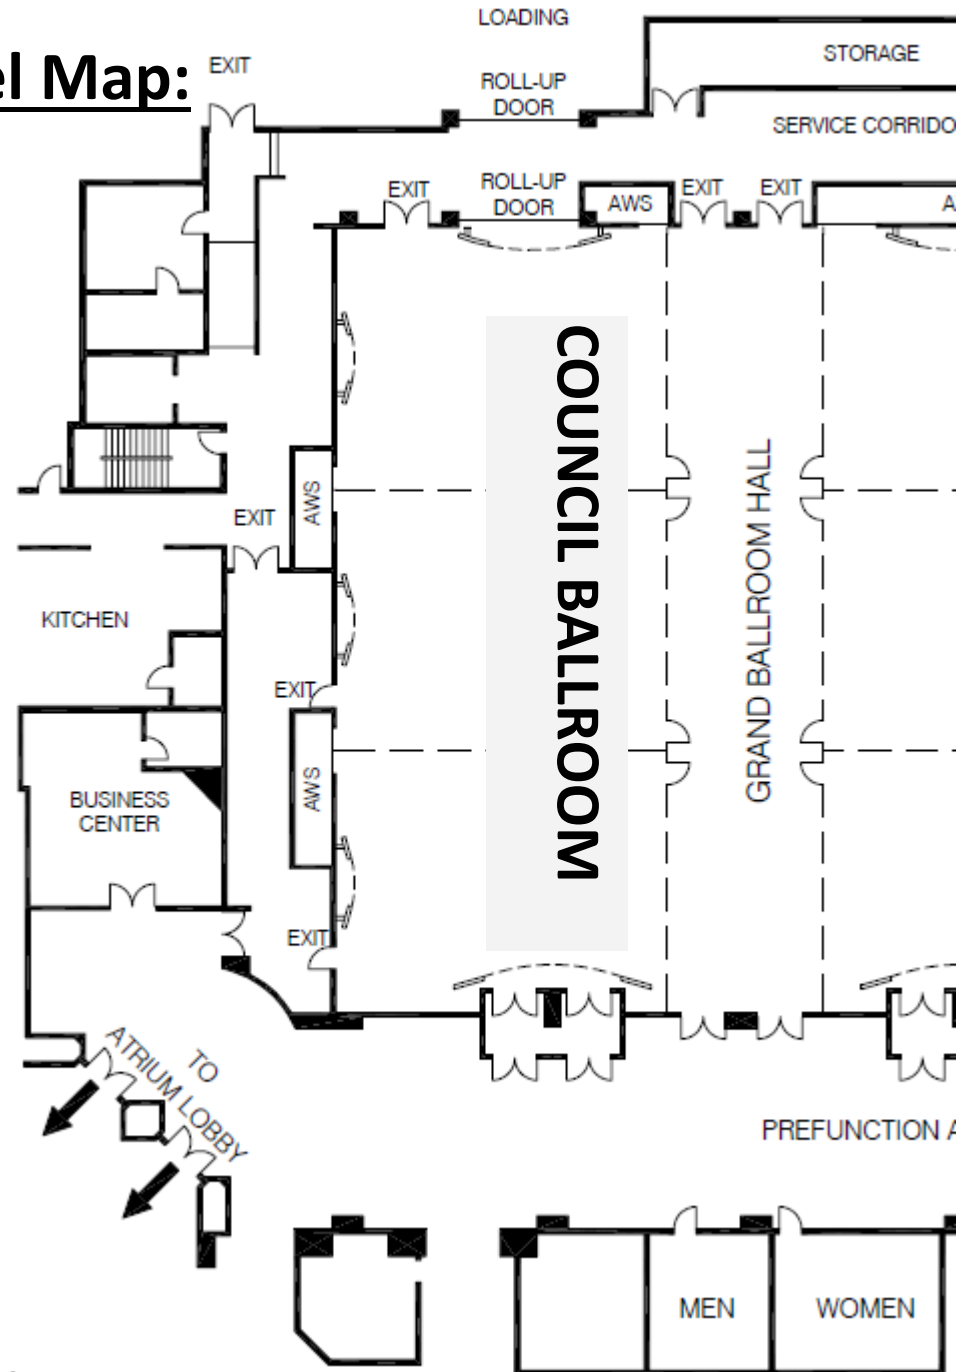 LOADING
el Map:
EXIT
STORAGE
ROLL-UP
DOOR
SERVICE CORRIDO
EXIT
ROLL-UP
DOOR
AWS
EXIT
EXIT
A
COUNCIL BALLROOM
GRAND BALLROOM HALL
AWS
EXIT
KITCHEN
EXIT
AWS
BUSINESS
CENTER
EXIT
TO
ATRIUM LOBBY
PREFUNCTION A
MEN
WOMEN